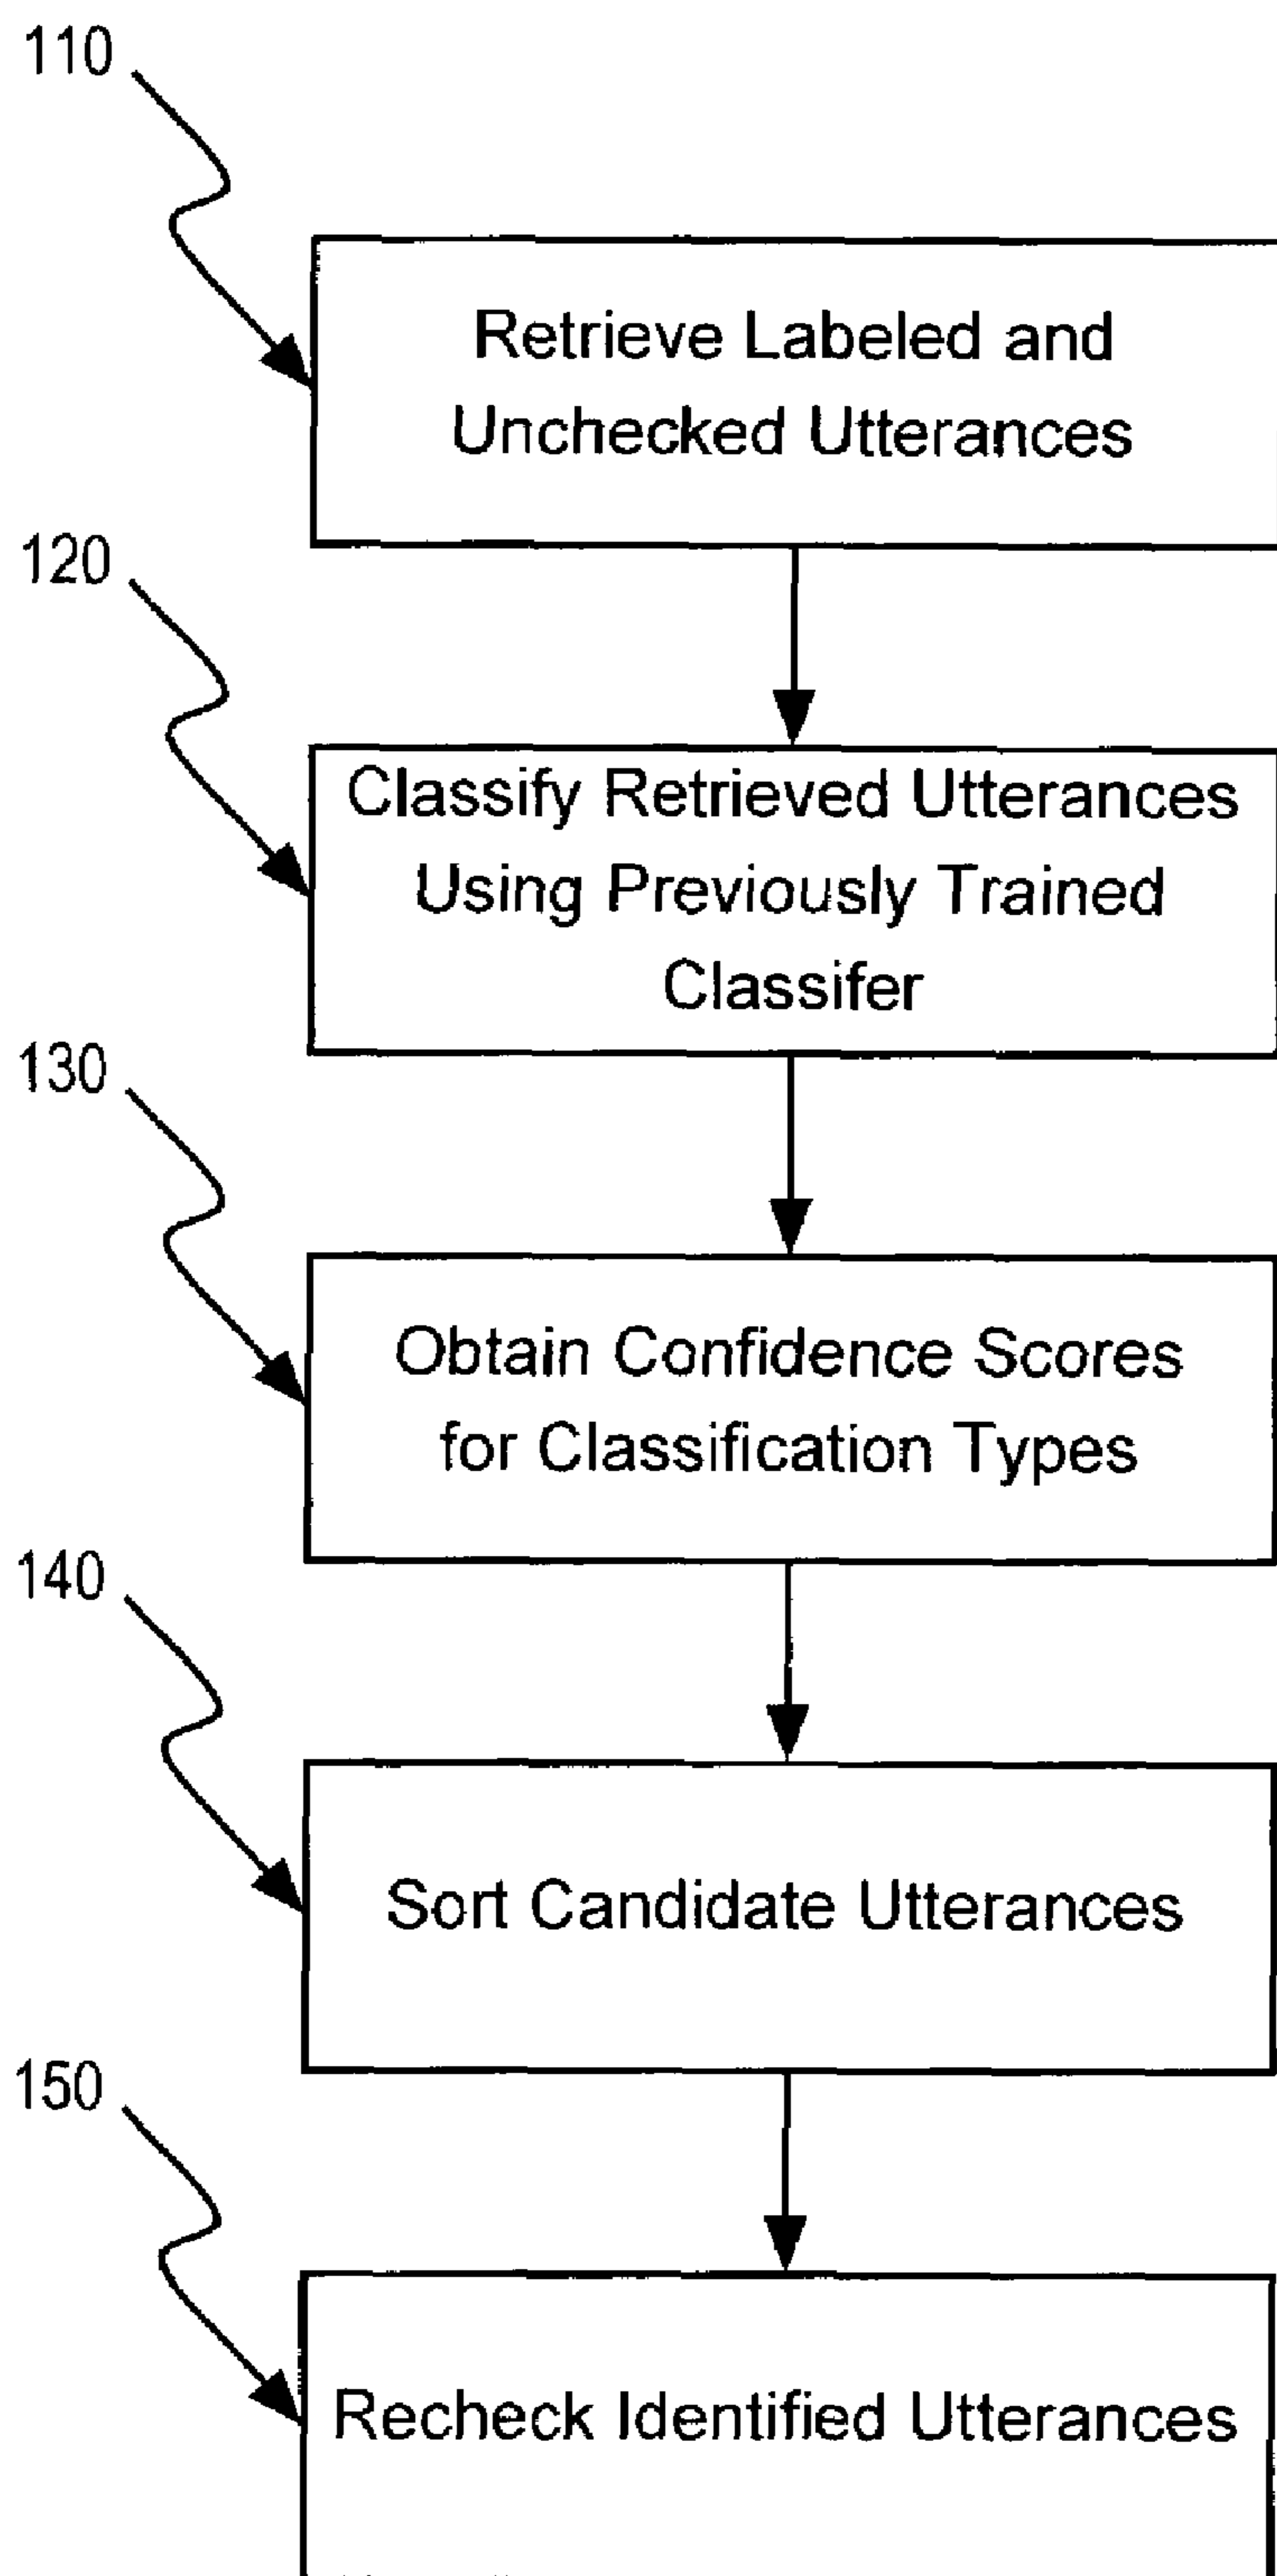 110
Retrieve Labeled and
Unchecked Utterances
120
Classify Retrieved Utterances
Using Previously Trained
Classifer
130
Obtain Confidence Scores
for Classification Types
140
Sort Candidate Utterances
150
Recheck Identified Utterances